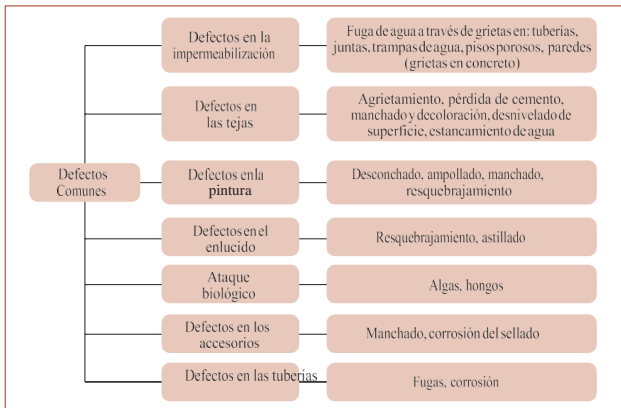 Defectos en la
impermeabilización
Fuga de agua a través de grietas en: tuberías,
juntas, trampas de agua, pisos porosos, paredes
(grietas en concreto)
Defectos en
las tejas
Agrietamiento, pérdida de cemento,
manchado y decoloración, desnivelado de
superficie, estancamiento de agua
Defectos
Comunes
Defectos en la
pintura
Desconchado, ampollado, manchado,
resquebrajamiento
Defectos en el
enlucido
Resquebrajamiento, astillado
Ataque
biológico
Algas, hongos
Defectos en los
accesorios
Manchado, corrosión del sellado
Defectos en las tuberías
Fugas, corrosión